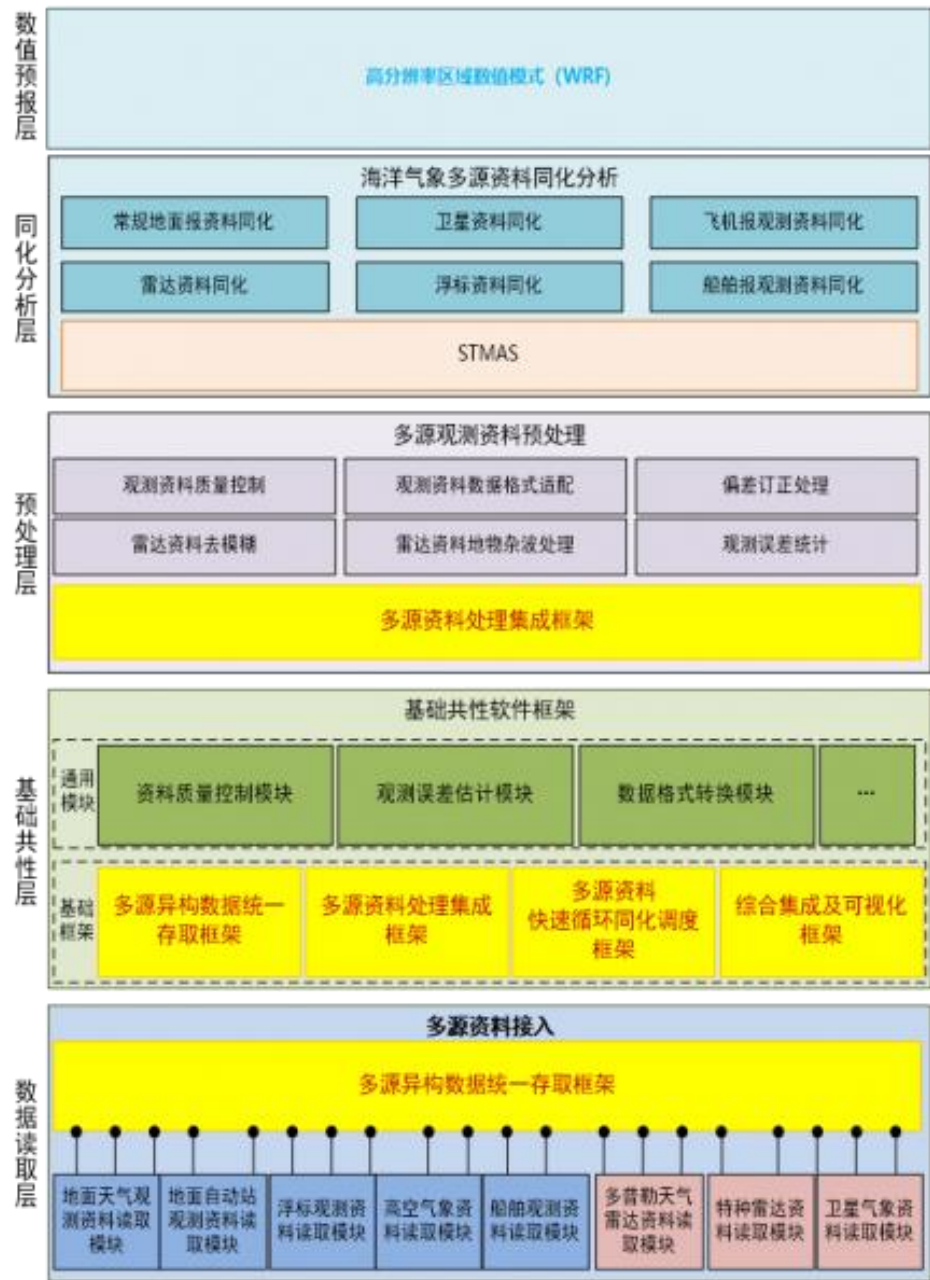 数值预报层
高分辨率区域数值模式（WRF)
同化分析层
海洋气象多源资料同化分析
常规地面报资料同化
卫星资料同化
飞机报观测资料同化
雷达资料同化
浮标资料同化
船舶报观测资料同化
STMAS
预处理层
多源观测资料预处理
观测资料质量控制
观测资料数据格式适配
偏差订正处理
雷达资料去模糊
雷达资料地物杂波处理
观测误差统计
多源资料处理集成框架
基础共性层
基础共性软件框架
通用
模块
资料质量控制模块
观测误差估计模块
数据格式转换模块
...
基础
框架
多源异构数据统一
存取框架
多源资料处理集成
框架
多源资料
快速循环同化调度
框架
综合集成及可视化
框架
数据读取层
多源资料接入
多源异构数据统一存取框架
地面天气观
测资料读取
模块
地面自动站
观测资料读
取模块
浮标观测资
料读取模块
高空气象资
料读取模块
船舶观测资
料读取模块
多普勒天气
雷达资料读
取模块
特种雷达资
料读取模块
卫星气象资
料读取模块